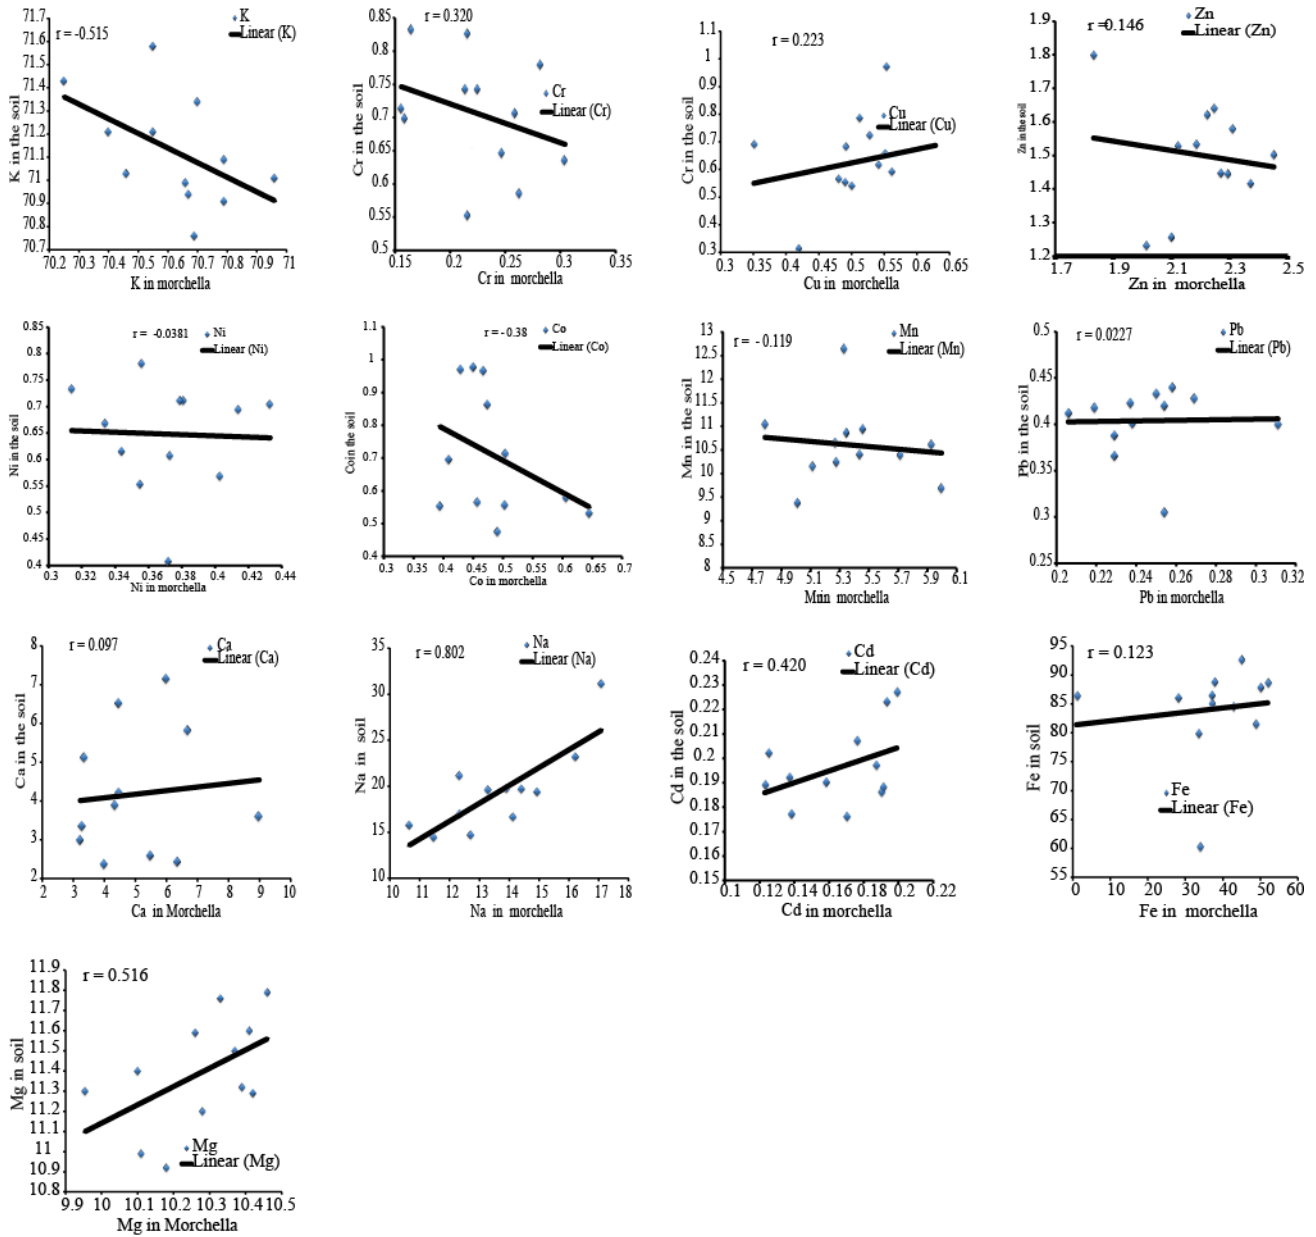 K
Linear (K)
r = -0.515
71.7
71.6
71.5
71.4
71.3
71.2
71.1
71
70.9
70.8
70.7
K in the soil
70.2 70.3 70.4 70.5 70.6 70.7 70.8 70.9 71
K in morchella
r = 0.320
0.85
0.8
0.75
0.7
0.65
0.6
0.55
0.5
Cr in the soil
Cr
Linear (Cr)
0.15 0.2 0.25 0.3 0.35
Cr in morchella
r = 0.223
1.1
1
0.9
0.8
0.7
0.6
0.5
0.4
0.3
Cr in the soil
Cu
Linear (Cu)
0.3 0.35 0.4 0.45 0.5 0.55 0.6 0.65
Cu in morchella
Zn
Linear (Zn)
r =0.146
1.9
1.8
1.7
1.6
1.5
1.4
1.3
1.2
Zn in the soil
1.7 1.9 2.1 2.3 2.5
Zn in morchella
r = -0.0381
Ni
Linear (Ni)
0.85
0.8
0.75
0.7
0.65
0.6
0.55
0.5
0.45
0.4
Ni in the soil
0.3 0.32 0.34 0.36 0.38 0.4 0.42 0.44
Ni in morchella
r = - 0.38
Co
Linear (Co)
1.1
1
0.9
0.8
0.7
0.6
0.5
0.4
Co in the soil
0.3 0.35 0.4 0.45 0.5 0.55 0.6 0.65 0.7
Co in morchella
r = - 0.119
Mn
Linear (Mn)
13
12.5
12
11.5
11
10.5
10
9.5
9
8.5
8
Mn in the soil
4.5 4.7 4.9 5.1 5.3 5.5 5.7 5.9 6.1
Mnin morchella
r = 0.0227
Pb
Linear (Pb)
0.5
0.45
0.4
0.35
0.3
0.25
Pb in the soil
0.2 0.22 0.24 0.26 0.28 0.3 0.32
Pb in morchella
r = 0.097
Ca
Linear (Ca)
8
7
6
5
4
3
2
Ca in the soil
2 3 4 5 6 7 8 9 10
Ca in Morchella
r = 0.802
Na
Linear (Na)
35
30
25
20
15
10
Na in soil
10 11 12 13 14 15 16 17 18
Na in morchella
r = 0.420
Cd
Linear (Cd)
0.24
0.23
0.22
0.21
0.2
0.19
0.18
0.17
0.16
0.15
Cd in the soil
0.1 0.12 0.14 0.16 0.18 0.2 0.22
Cd in morchella
r = 0.123
95
90
85
80
75
70
65
60
55
Fe in soil
Fe
Linear (Fe)
0 10 20 30 40 50 60
Fe in morchella
r = 0.516
11.9
11.8
11.7
11.6
11.5
11.4
11.3
11.2
11.1
11
10.9
10.8
Mg in soil
Mg
Linear (Mg)
9.9 10 10.1 10.2 10.3 10.4 10.5
Mg in Morchella